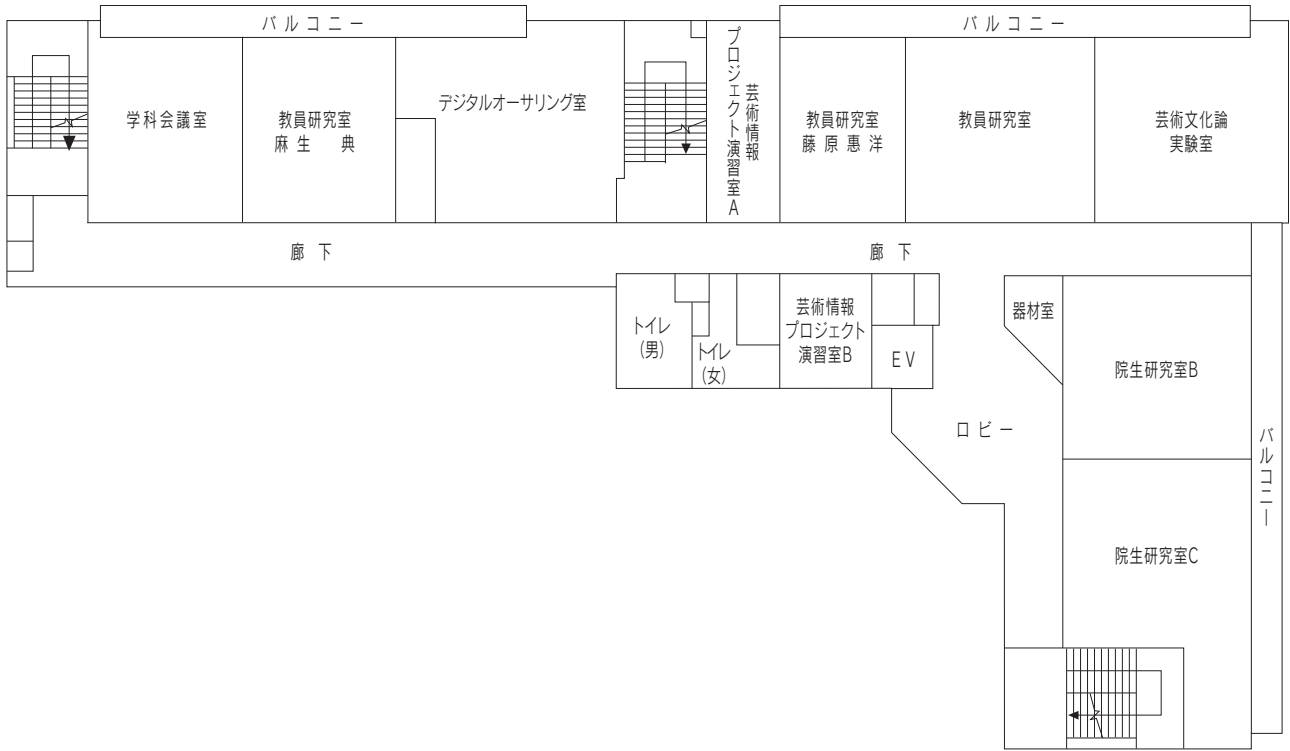 バルコニー
バルコニー
学科会議室
教員研究室
麻生 典
デジタルオーサリング室
芸術情報
プロジェクト演習室A
教員研究室
藤原惠洋
教員研究室
芸術文化論
実験室
廊下
廊下
トイレ
(男)
トイレ
(女)
芸術情報
プロジェクト
演習室B
EV
器材室
院生研究室B
ロビー
バルコニー
院生研究室C